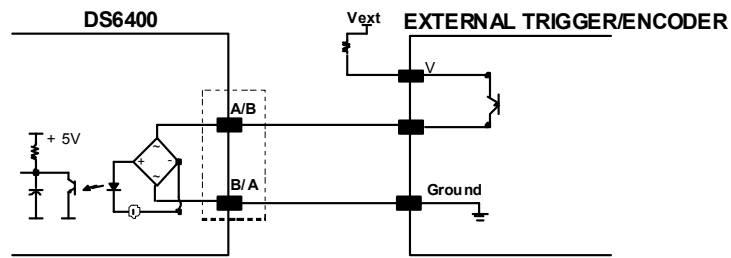 DS6400
Vext
EXTERNAL TRIGGER/ENCODER
V
A/B
+ 5V
~
+ -
~
B/A
Ground